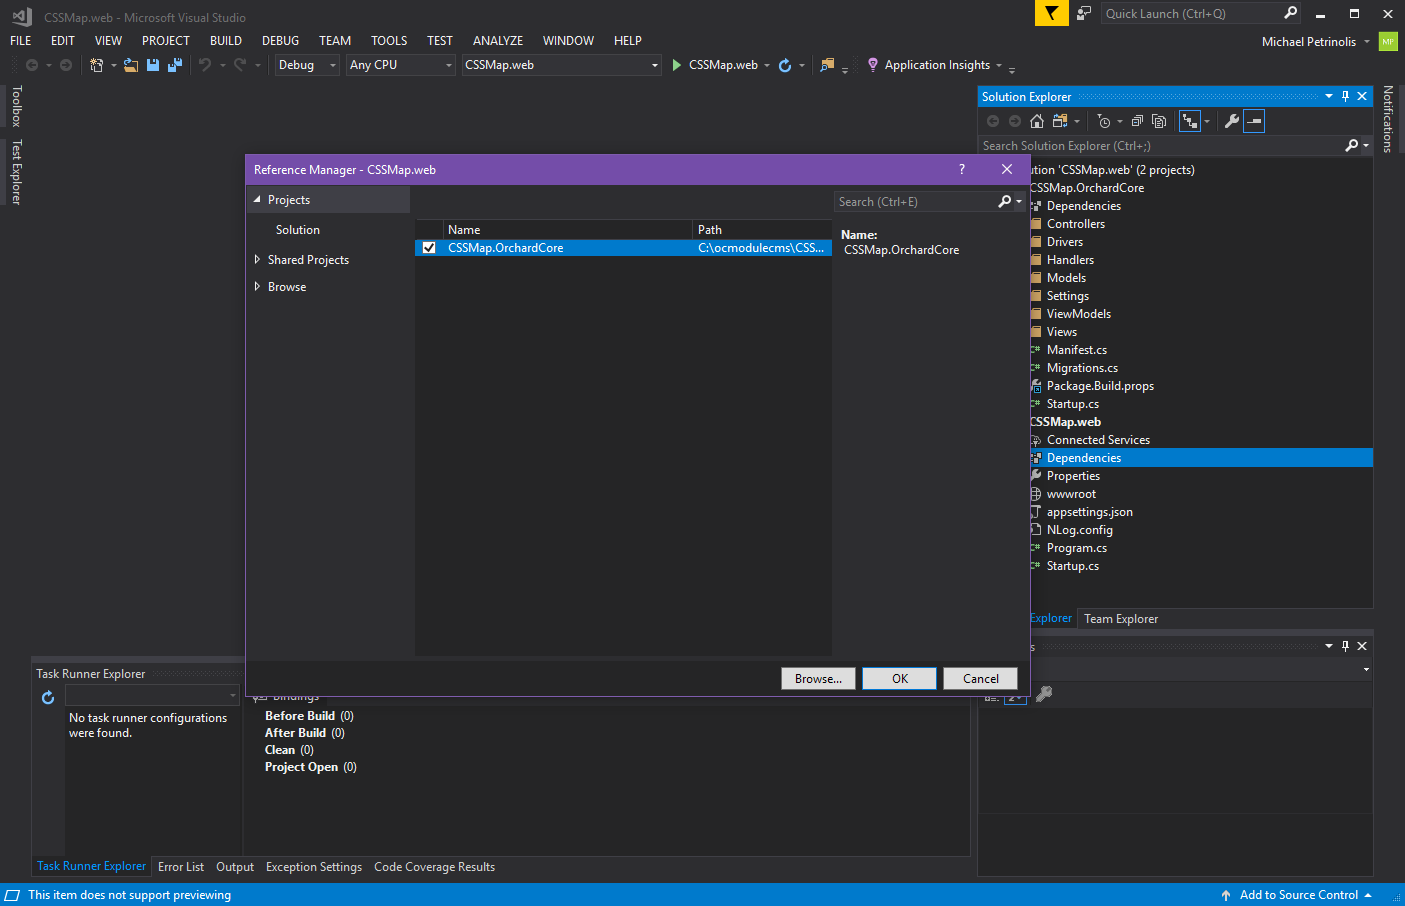 CSSMap.web - Microsoft Visual Studio
Quick Launch (Ctrl+Q)
FILE EDIT VIEW PROJECT BUILD DEBUG TEAM TOOLS TEST ANALYZE WINDOW HELP
Michael Petrinolis
MP
Debug
Any CPU
CSSMap.web
CSSMap.web
Application Insights
Toolbox
Test Explorer
Notifications
Solution Explorer
Search Solution Explorer (Ctrl+;)
ution 'CSSMap.web' (2 projects)
CSSMap.OrchardCore
Dependencies
Controllers
Drivers
Handlers
Models
Settings
ViewModels
Views
Manifest.cs
Migrations.cs
Package.Build.props
Startup.cs
CSSMap.web
Connected Services
Dependencies
Properties
wwwroot
appsettings.json
NLog.config
Program.cs
Startup.cs
Explorer
Team Explorer
s
Reference Manager - CSSMap.web
?
Projects
Solution
Shared Projects
Browse
Search (Ctrl+E)
Name Path
CSSMap.OrchardCore C:\ocmodulecms\CSS...
Name:
CSSMap.OrchardCore
Browse... OK Cancel
Task Runner Explorer
No task runner configurations
were found.
Bindings
Before Build (0)
After Build (0)
Clean (0)
Project Open (0)
Task Runner Explorer Error List Output Exception Settings Code Coverage Results
This item does not support previewing
Add to Source Control